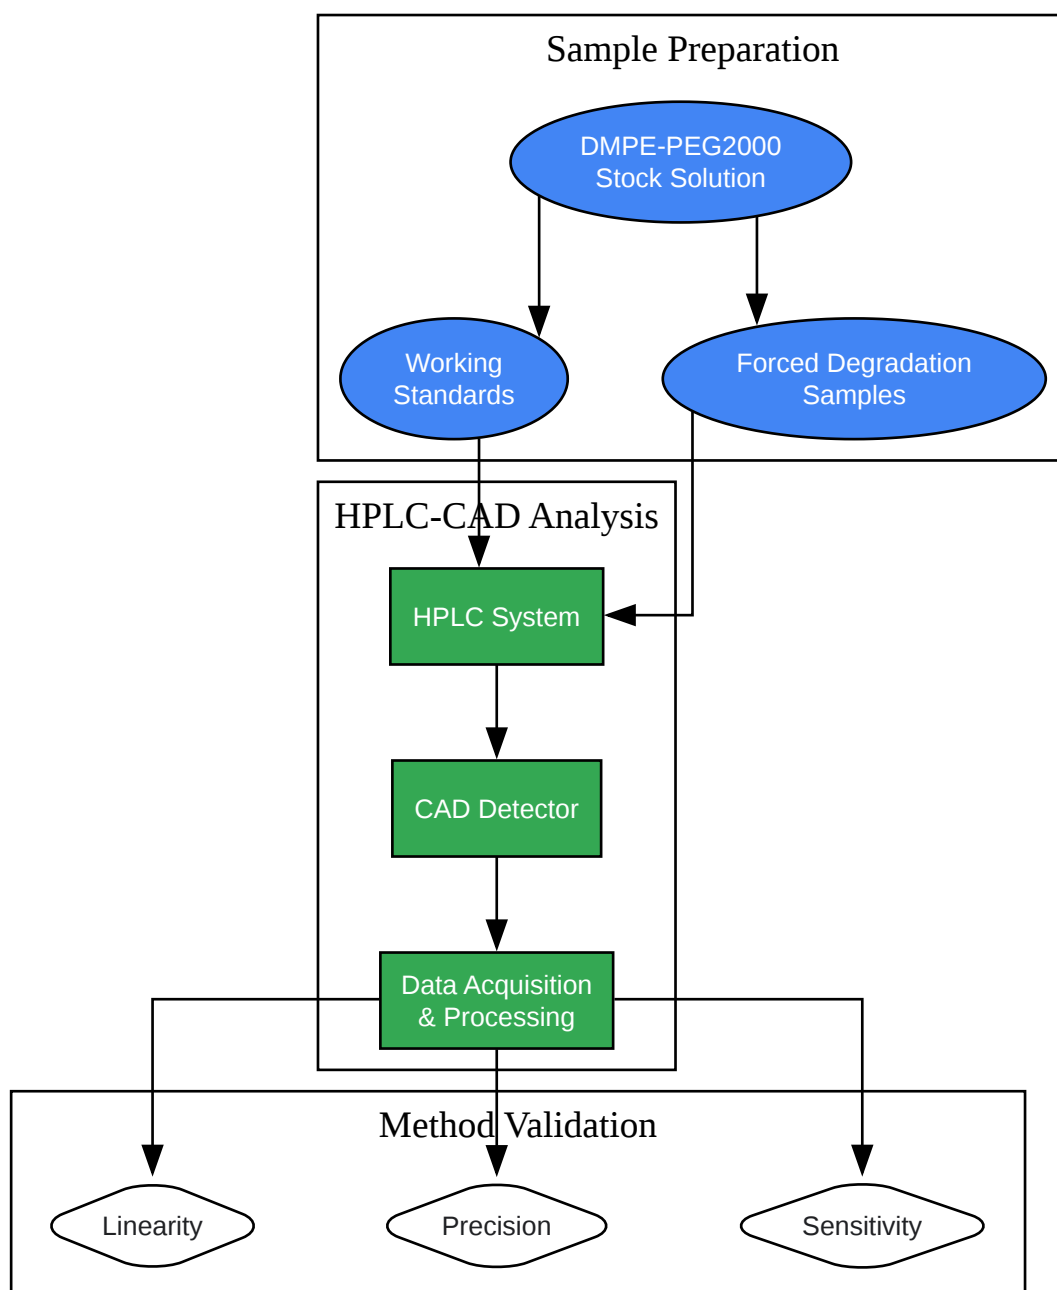 Sample Preparation
DMPE-PEG2000
Stock Solution
Working
Standards
Forced Degradation
Samples
HPLC-CAD Analysis
HPLC System
CAD Detector
Data Acquisition
& Processing
Method Validation
Linearity
Precision
Sensitivity